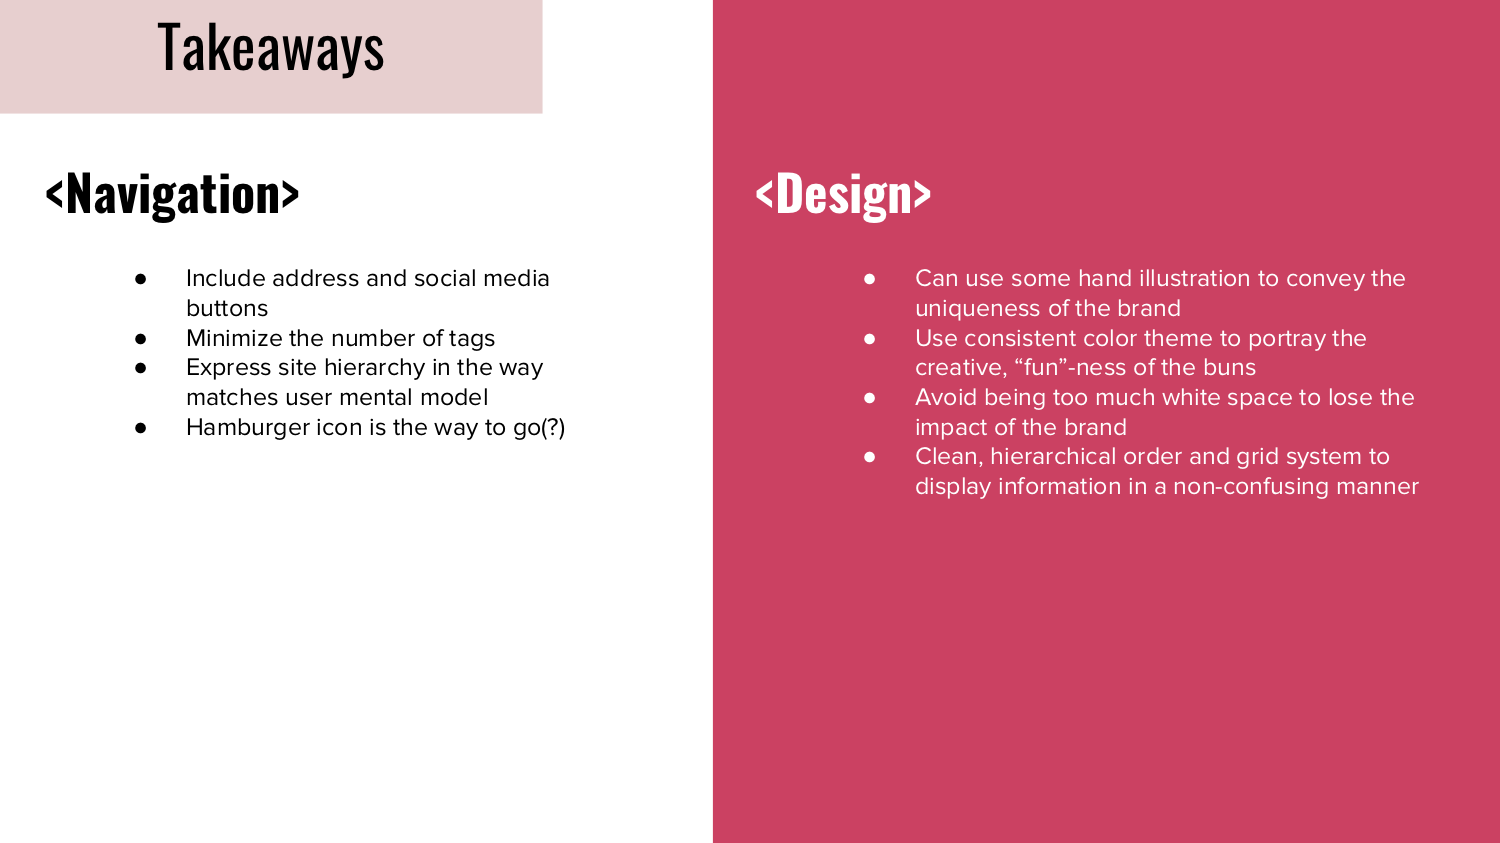 Takeaways
<Navigation>
● Include address and social media
buttons
● Minimize the number of tags
● Express site hierarchy in the way
matches user mental model
● Hamburger icon is the way to go(?)
<Design>
● Can use some hand illustration to convey the
uniqueness of the brand
● Use consistent color theme to portray the
creative, “fun”-ness of the buns
● Avoid being too much white space to lose the
impact of the brand
● Clean, hierarchical order and grid system to
display information in a non-confusing manner